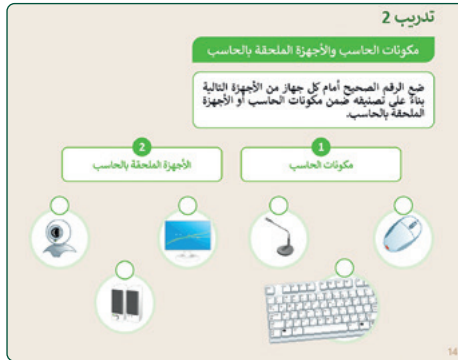 تدريب 2
مكونات الحاسب والأجهزة الملحقة بالحاسب
ضع الرقم الصحيح أمام كل جهاز من الأجهزة التالية
بناءً على تصنيفه ضمن مكونات الحاسب أو الأجهزة
الملحقة بالحاسب.
1
مكونات الحاسب
2
الأجهزة الملحقة بالحاسب
14